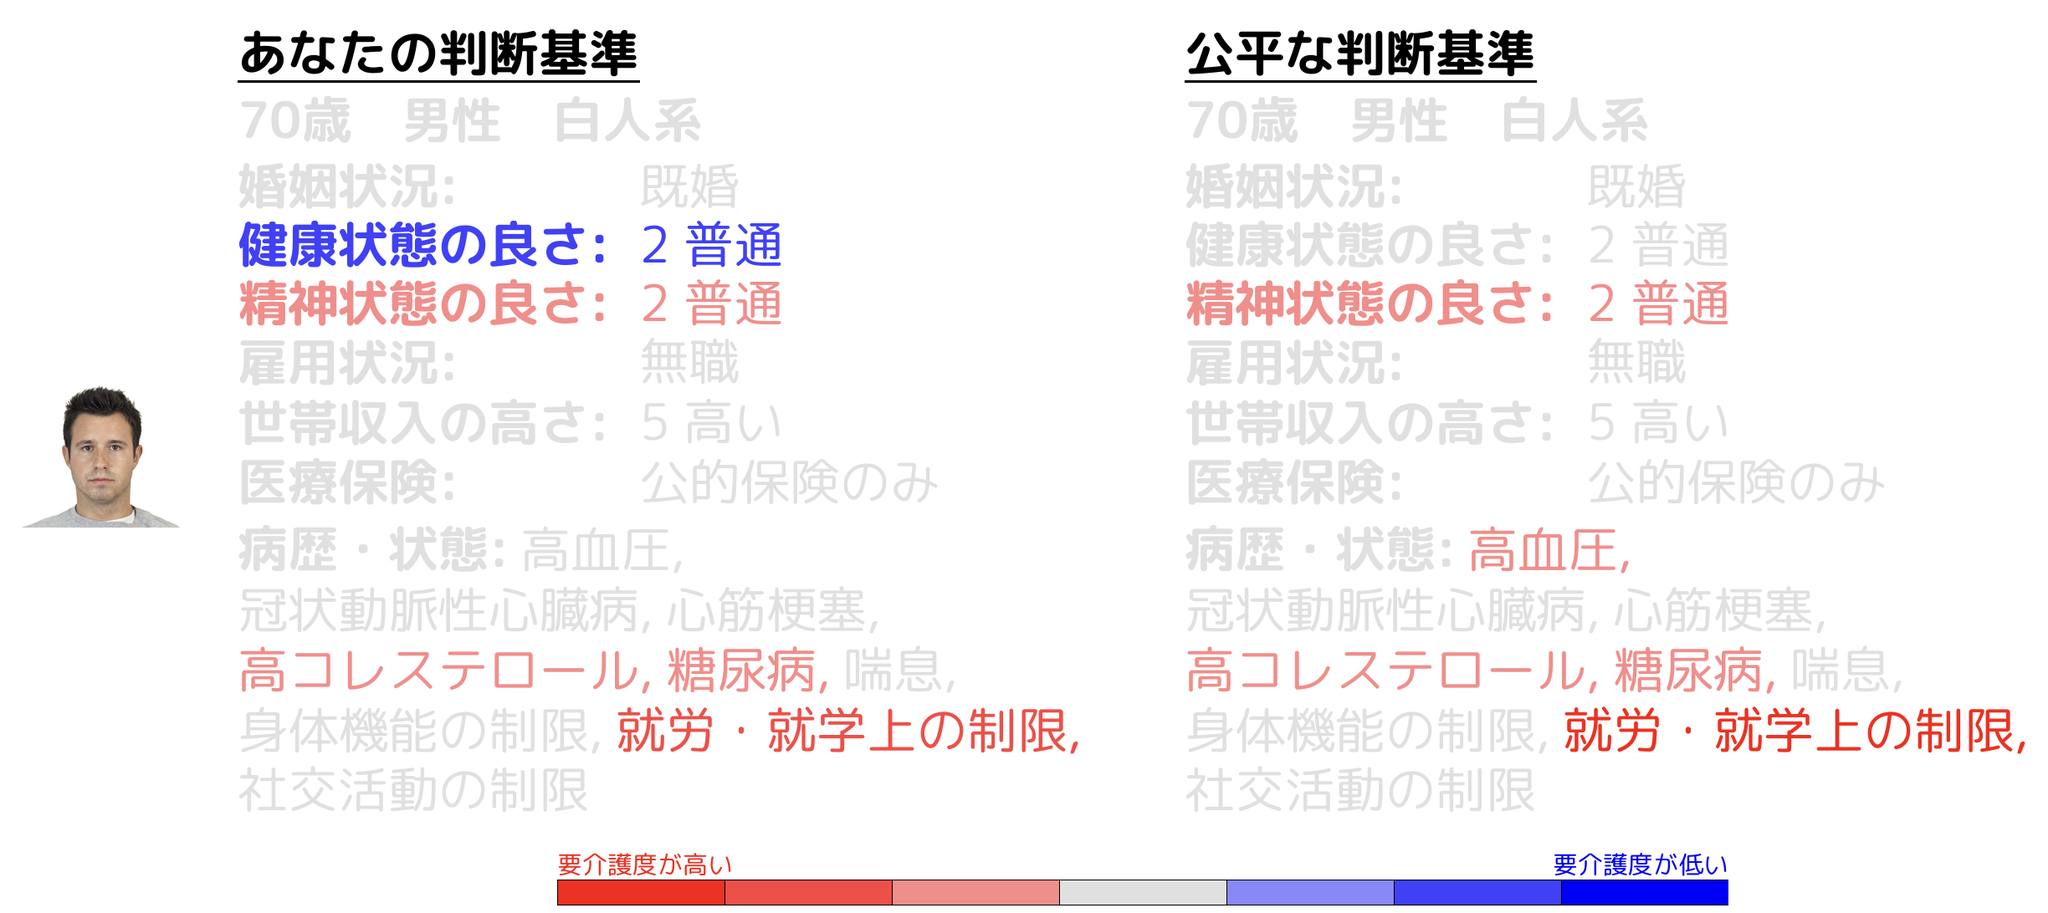 あなたの判断基準
70歳 男性 白人系
婚姻状況: 既婚
健康状態の良さ: 2 普通
精神状態の良さ: 2 普通
雇用状況: 無職
世帯収入の高さ: 5 高い
医療保険: 公的保険のみ
病歴・状態: 高血圧,
冠状動脈性心臓病, 心筋梗塞,
高コレステロール, 糖尿病, 喘息,
身体機能の制限, 就労・就学上の制限,
社交活動の制限
公平な判断基準
70歳 男性 白人系
婚姻状況: 既婚
健康状態の良さ: 2 普通
精神状態の良さ: 2 普通
雇用状況: 無職
世帯収入の高さ: 5 高い
医療保険: 公的保険のみ
病歴・状態: 高血圧,
冠状動脈性心臓病, 心筋梗塞,
高コレステロール, 糖尿病, 喘息,
身体機能の制限, 就労・就学上の制限,
社交活動の制限
要介護度が高い
要介護度が低い